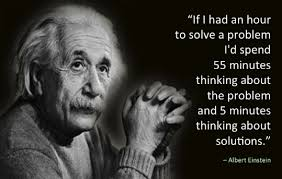 “If I had an hour
to solve a problem
I'd spend
55 minutes
thinking about
the problem
and 5 minutes
thinking about
solutions.”
– Albert Einstein